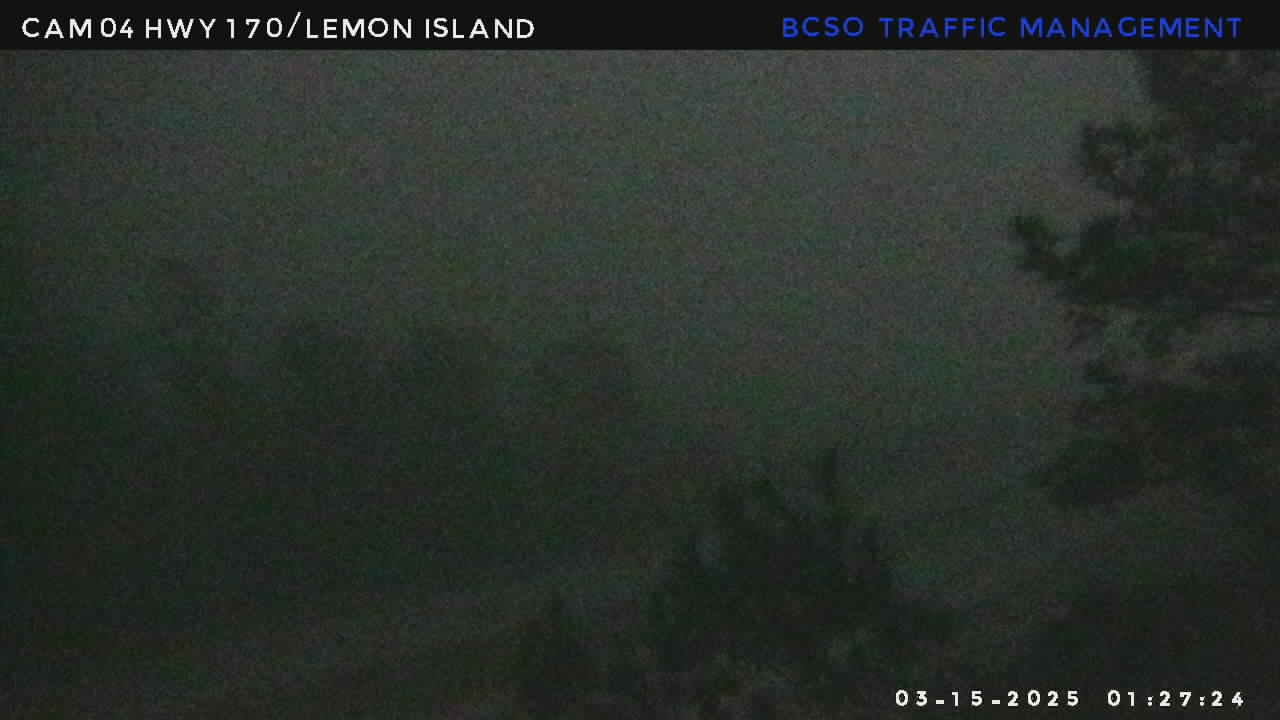 CAM04 HWY 170/LEMON ISLAND
BCSO TRAFFIC MANAGEMENT
03-15-2025 01:27:24